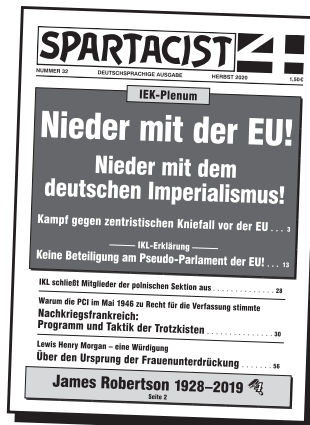 SPARTACIST 4
NUMMER 32 DEUTSCHSPRACHIGE AUSGABE HERBST 2020 1,50 €
IEK-Plenum
Nieder mit der EU!
Nieder mit dem
deutschen Imperialismus!
Kampf gegen zentristischen Kniefall vor der EU . . . 3
IKL-Erklärung
Keine Beteiligung am Pseudo-Parlament der EU! . . . 13
IKL schließt Mitglieder der polnischen Sektion aus . . . . . . . . . . . . . . 28
Warum die PCI im Mai 1946 zu Recht für die Verfassung stimmte
Nachkriegsfrankreich:
Programm und Taktik der Trotzkisten . . . . . . . . . . . . . . . 30
Lewis Henry Morgan – eine Würdigung
Über den Ursprung der Frauenunterdrückung . . . . . . . 56
James Robertson 1928–2019
Seite 2